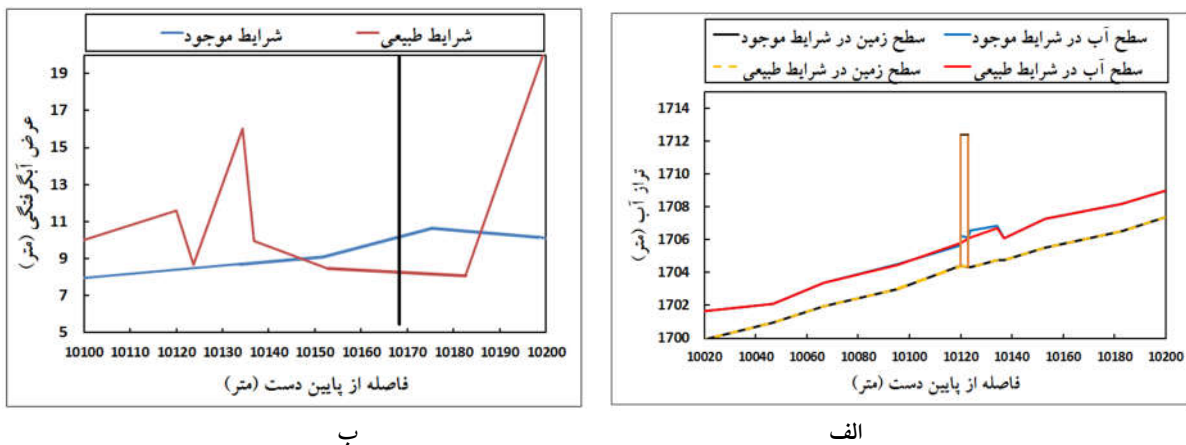 سطح آب در شرایط موجود سطح زمین در شرایط موجود
سطح آب در شرایط طبیعی سطح زمین در شرایط طبیعی
تراز آب (متر)
1714
1712
1710
1708
1706
1704
1702
1700
10020 10040 10060 10080 10100 10120 10140 10160 10180 10200
فاصله از پایین دست (متر)
الف
شرایط طبیعی شرایط موجود
عرض آبگرفتگی (متر)
19
17
15
13
11
9
7
5
10100 10110 10120 10130 10140 10150 10160 10170 10180 10190 10200
فاصله از پایین دست (متر)
ب